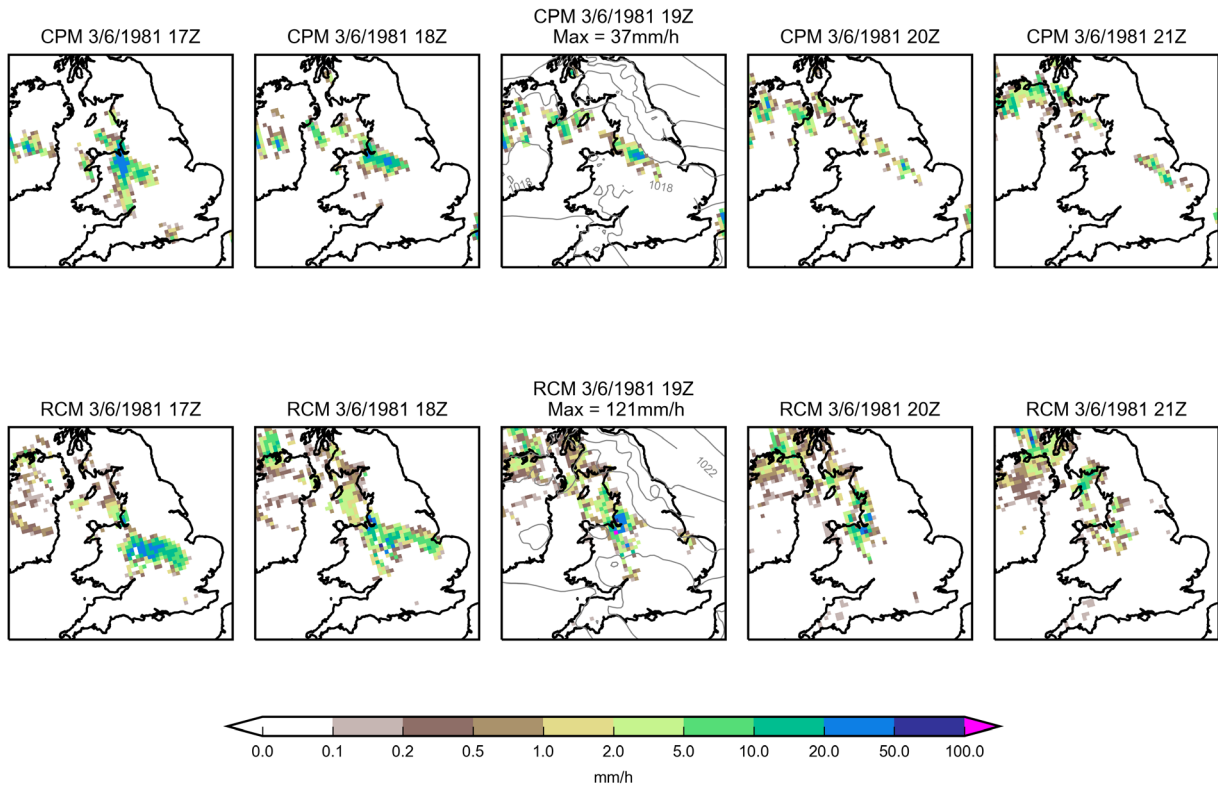 CPM 3/6/1981 17Z
CPM 3/6/1981 18Z
CPM 3/6/1981 19Z
Max = 37mm/h
CPM 3/6/1981 20Z
CPM 3/6/1981 21Z
1018
1018
RCM 3/6/1981 17Z
RCM 3/6/1981 18Z
RCM 3/6/1981 19Z
Max = 121mm/h
RCM 3/6/1981 20Z
RCM 3/6/1981 21Z
1022
0.0 0.1 0.2 0.5 1.0 2.0 5.0 10.0 20.0 50.0 100.0
mm/h